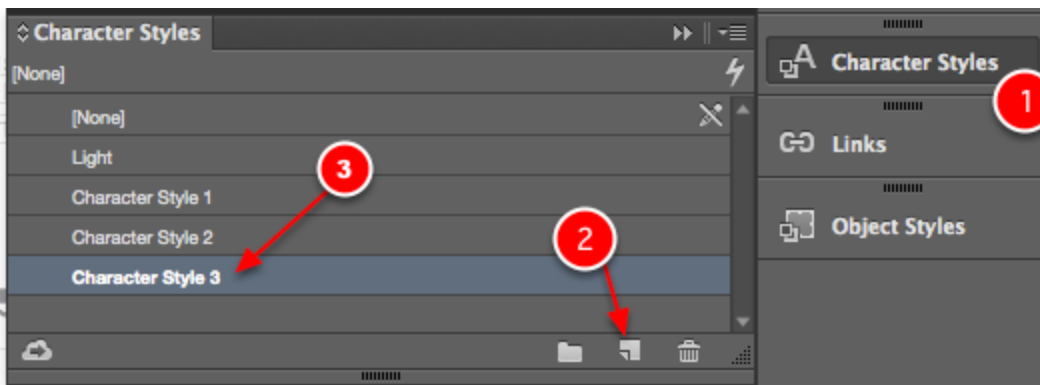 Character Styles
[None]
[None]
Light
Character Style 1
Character Style 2
Character Style 3
3
2
Character Styles
1
Links
Object Styles